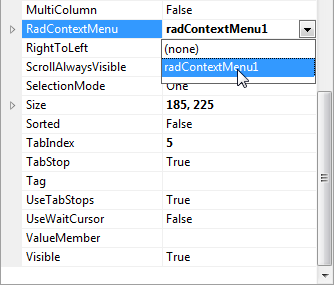 MultiColumn False
RadContextMenu radContextMenu1
RightToLeft (none)
ScrollAlwaysVisible radContextMenu1
SelectionMode One
Size 185, 225
Sorted False
TabIndex 5
TabStop True
Tag
UseTabStops True
UseWaitCursor False
ValueMember
Visible True